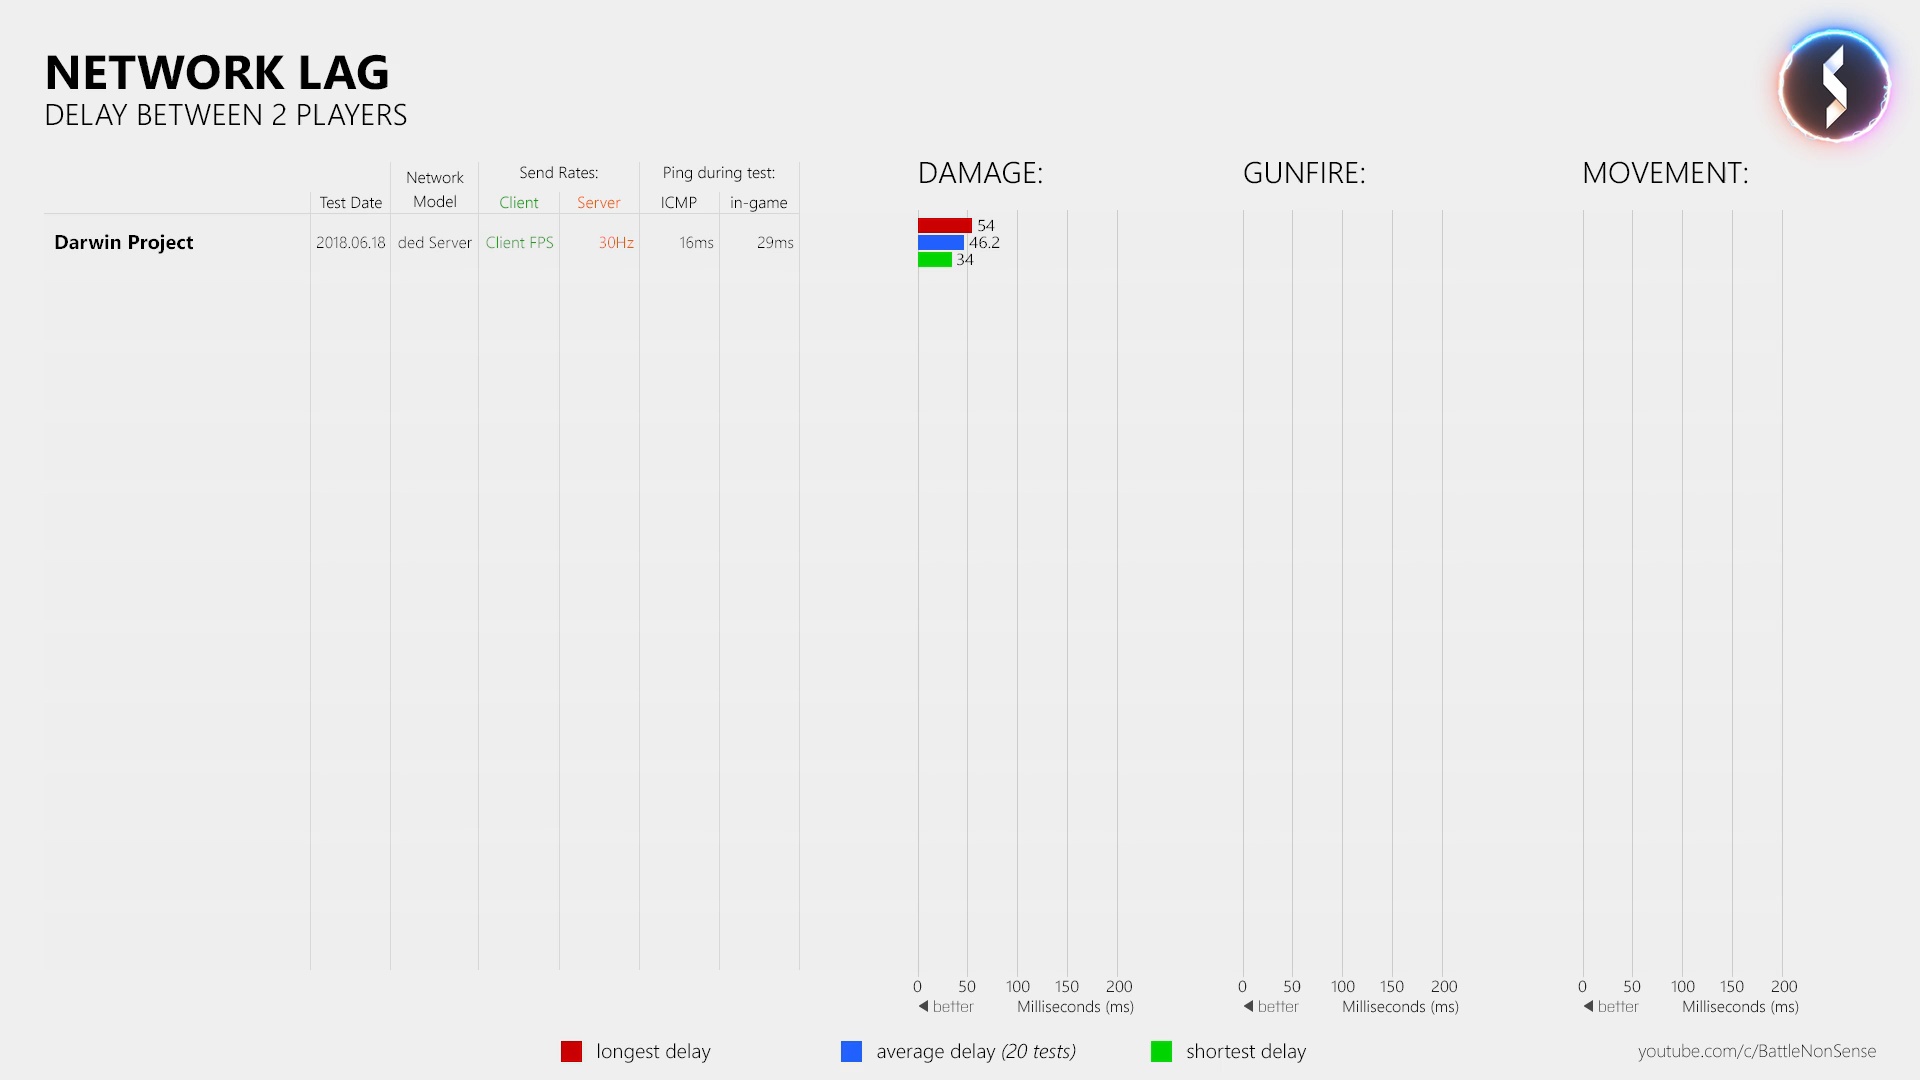 NETWORK LAG
DELAY BETWEEN 2 PLAYERS
Test Date
Network
Model
Send Rates:
Client
Server
Ping during test:
ICMP
in-game
DAMAGE:
GUNFIRE:
MOVEMENT:
Darwin Project
2018.06.18
ded Server
Client FPS
30Hz
16ms
29ms
54
46.2
34
0 50 100 150 200
better Milliseconds (ms)
0 50 100 150 200
better Milliseconds (ms)
0 50 100 150 200
better Milliseconds (ms)
longest delay
average delay (20 tests)
shortest delay
youtube.com/c/BattleNonSense